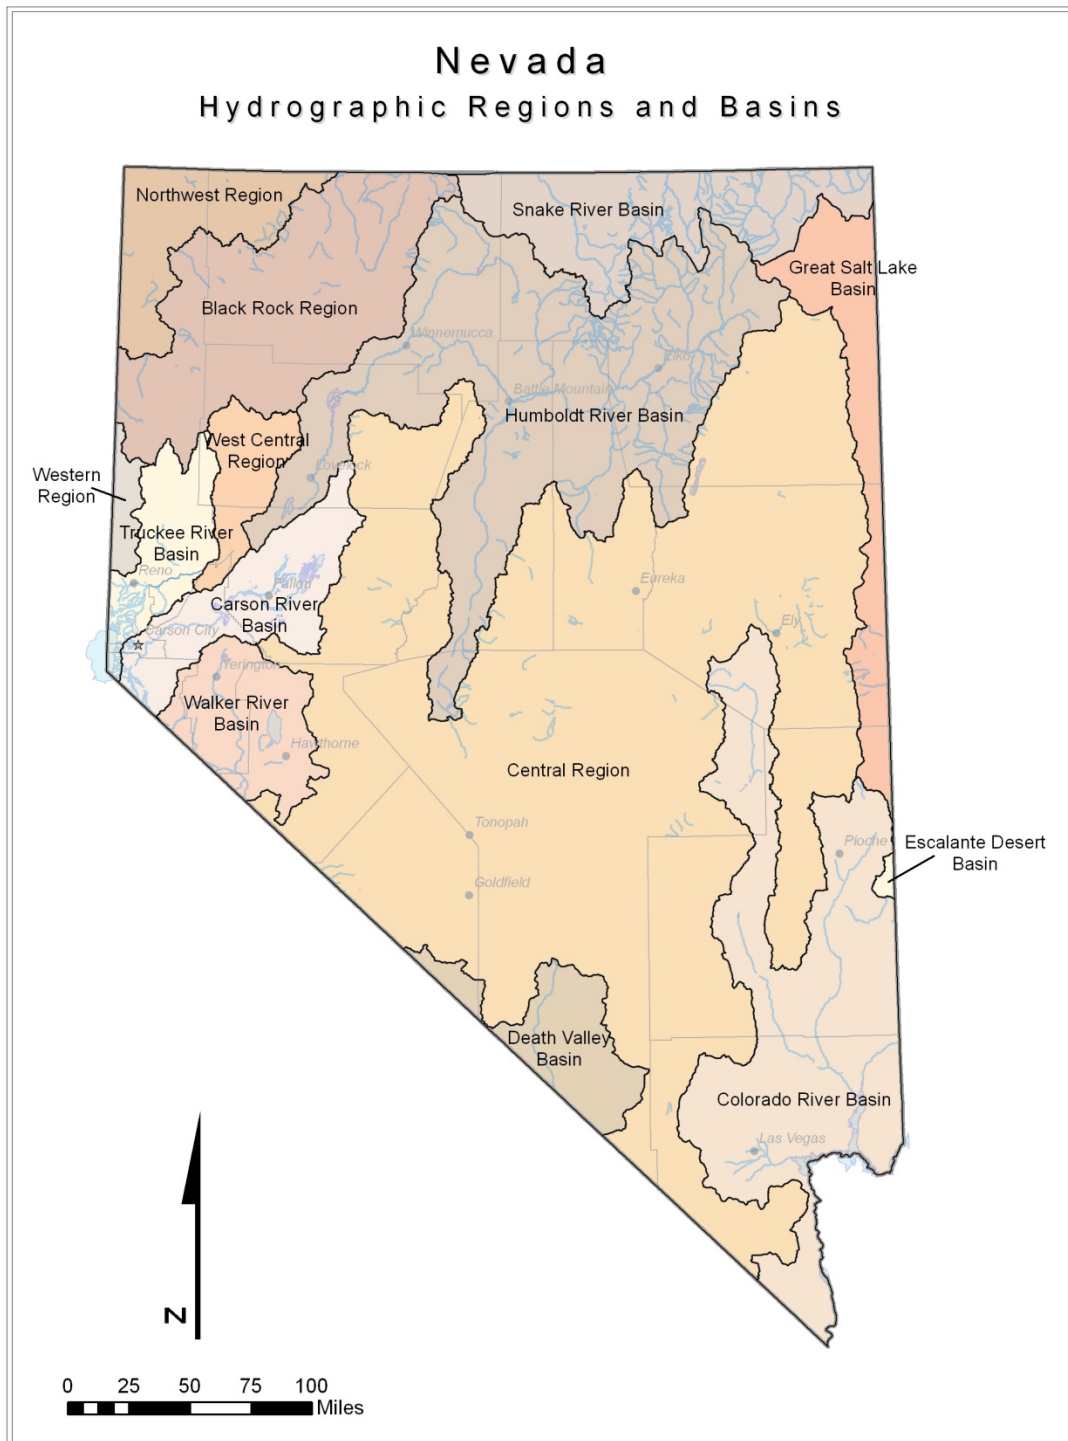 Nevada
Hydrographic Regions and Basins
Northwest Region
Snake River Basin
Great Salt Lake
Basin
Black Rock Region
Winnemucca
Elko
Battle Mountain
Humboldt River Basin
West Central
Region
Lovelock
Western
Region
Truckee River
Basin
Reno
Eureka
Fallon
Carson River
Basin
Ely
Carson City
Yerington
Walker River
Basin
Hawthorne
Central Region
Tonopah
Pioche
Escalante Desert
Basin
Goldfield
Death Valley
Basin
Colorado River Basin
Las Vegas
N
0 25 50 75 100
Miles